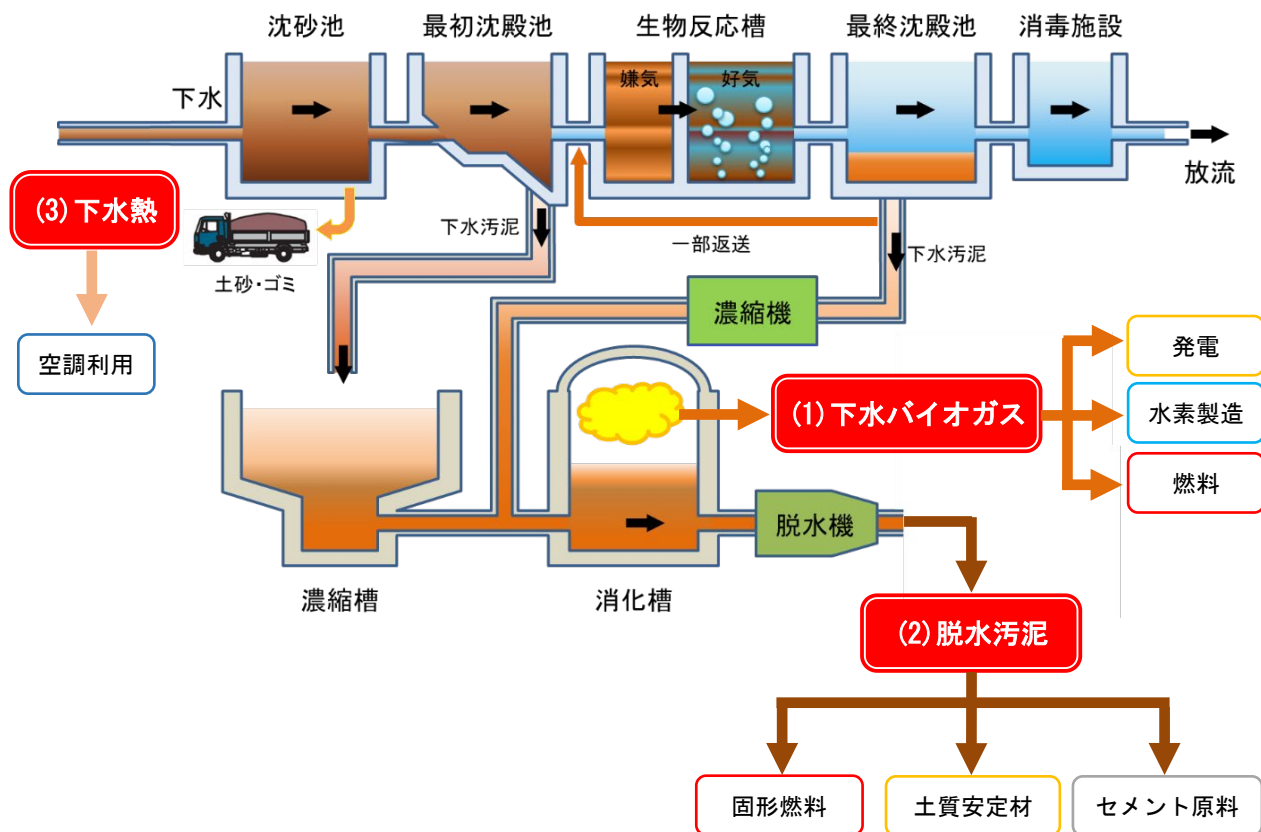 沈砂池
最初沈殿池
生物反応槽
最終沈殿池
消毒施設
嫌気
好気
下水
放流
(3)下水熱
下水汚泥
一部返送
下水汚泥
土砂・ゴミ
濃縮機
空調利用
発電
(1)下水バイオガス
水素製造
燃料
脱水機
濃縮槽
消化槽
(2)脱水汚泥
固形燃料
土質安定材
セメント原料